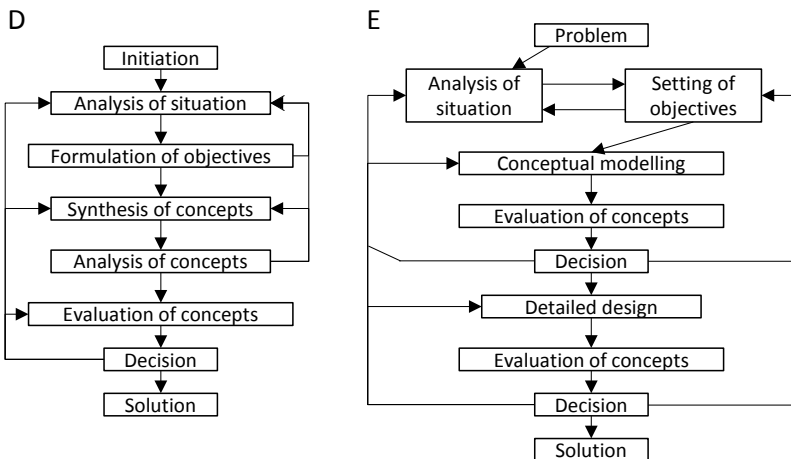 D
Initiation
Analysis of situation
Formulation of objectives
Synthesis of concepts
Analysis of concepts
Evaluation of concepts
Decision
Solution
E
Problem
Analysis of
situation
Setting of
objectives
Conceptual modelling
Evaluation of concepts
Decision
Detailed design
Evaluation of concepts
Decision
Solution